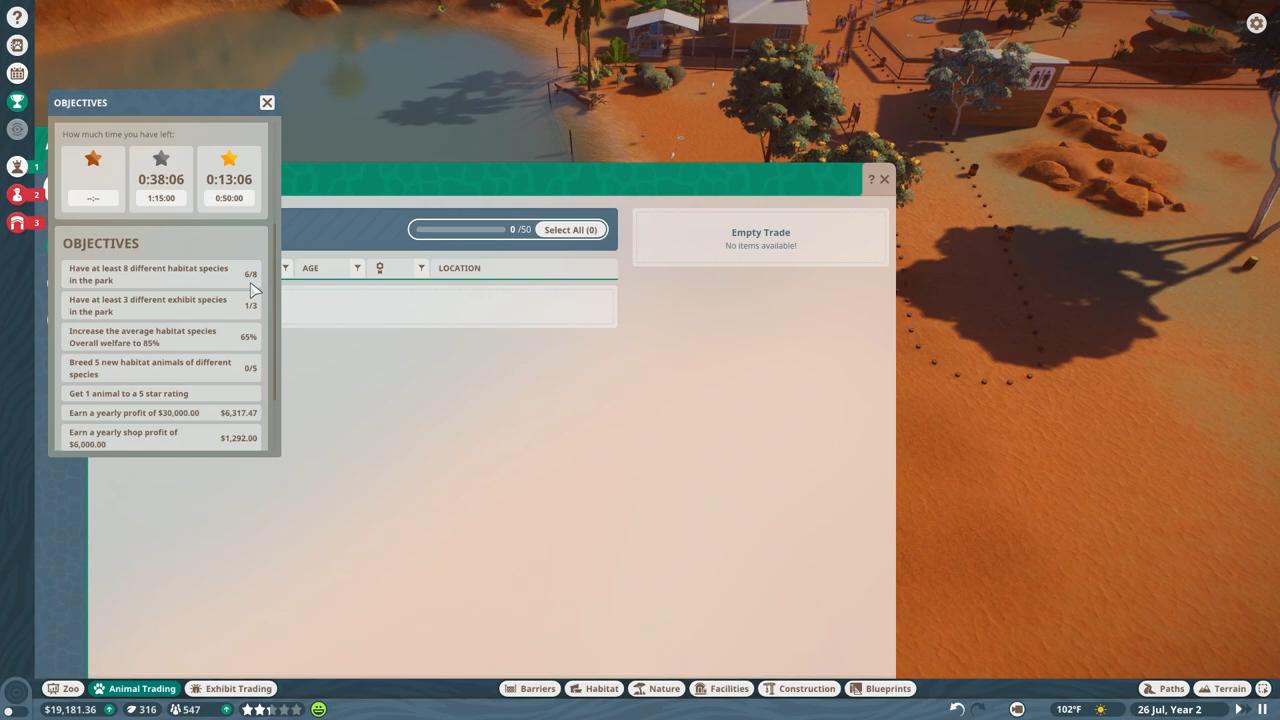 OBJECTIVES
How much time you have left:
0:38:06
0:13:06
--:--
1:15:00
0:50:00
OBJECTIVES
Have at least 8 different habitat species
in the park
6/8
Have at least 3 different exhibit species
in the park
1/3
Increase the average habitat species
Overall welfare to 85%
65%
Breed 5 new habitat animals of different
species
0/5
Get 1 animal to a 5 star rating
Earn a yearly profit of $30,000.00
$6,317.47
Earn a yearly shop profit of
$6,000.00
$1,292.00
1
2
3
? ×
0 /50
Select All (0)
AGE
LOCATION
Empty Trade
No items available!
Zoo
Animal Trading
Exhibit Trading
Barriers
Habitat
Nature
Facilities
Construction
Blueprints
Paths
Terrain
$19,181.36
316
547
102°F
26 Jul, Year 2